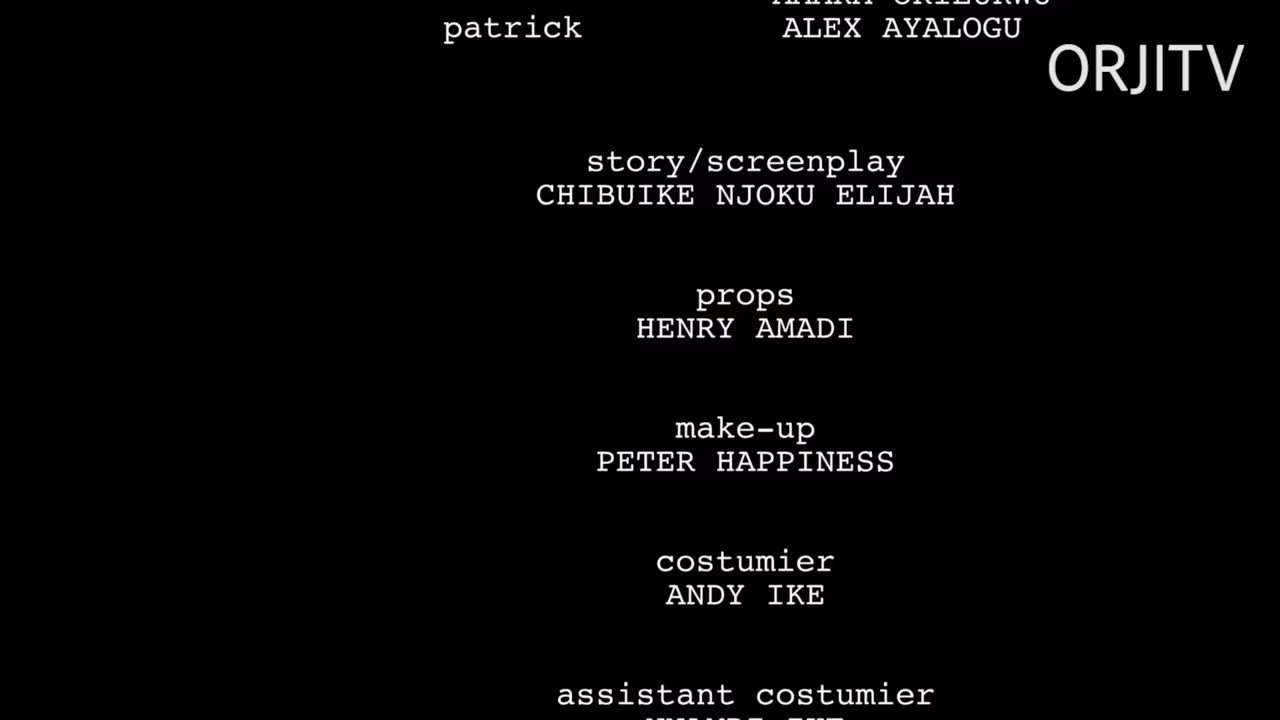 patrick ALEX AYALOGU
ORJITV
story/screenplay
CHIBUIKE NJOKU ELIJAH
props
HENRY AMADI
make-up
PETER HAPPINESS
costumier
ANDY IKE
assistant costumier